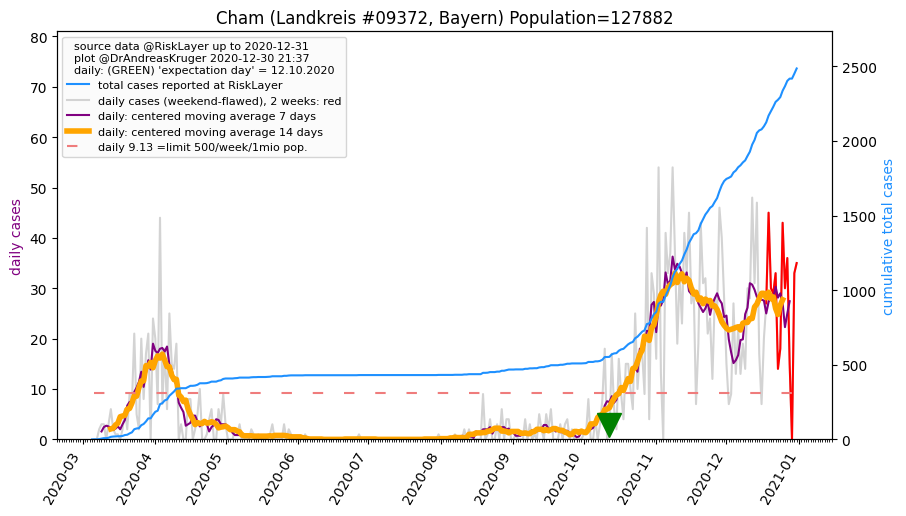 Cham (Landkreis #09372, Bayern) Population=127882
source data @RiskLayer up to 2020-12-31
plot @DrAndreasKruger 2020-12-30 21:37
daily: (GREEN) 'expectation day' = 12.10.2020
total cases reported at RiskLayer
daily cases (weekend-flawed), 2 weeks: red
daily: centered moving average 7 days
daily: centered moving average 14 days
daily 9.13 =limit 500/week/1mio pop.
daily cases
80
70
60
50
40
30
20
10
0
cumulative total cases
2500
2000
1500
1000
500
0
2020-03
2020-04
2020-05
2020-06
2020-07
2020-08
2020-09
2020-10
2020-11
2020-12
2021-01